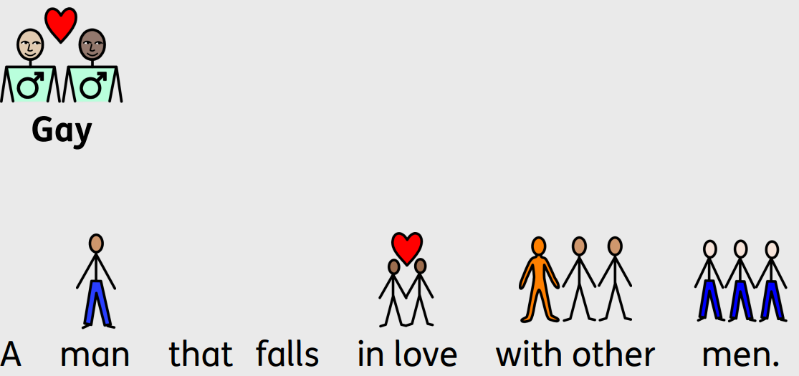 Gay
A man that falls in love with other men.